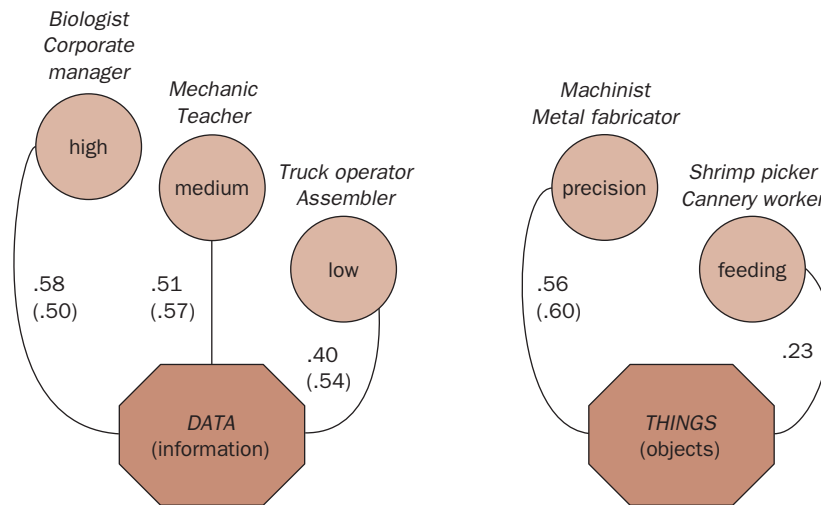 Biologist
Corporate
manager
high
Mechanic
Teacher
medium
Truck operator
Assembler
low
.58
(.50)
.51
(.57)
.40
(.54)
DATA
(information)
Machinist
Metal fabricator
precision
Shrimp picker
Cannery worker
feeding
.56
(.60)
.23
THINGS
(objects)